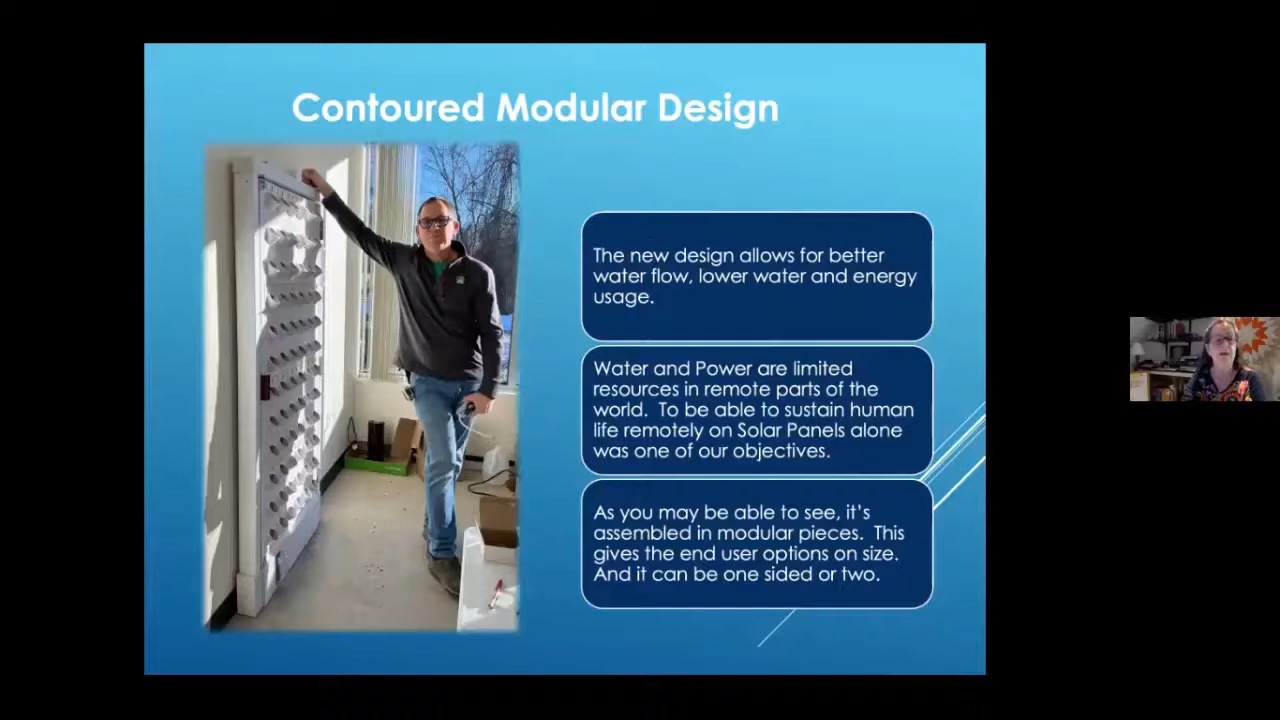 Contoured Modular Design
The new design allows for better
water flow, lower water and energy
usage.
Water and Power are limited
resources in remote parts of the
world.  To be able to sustain human
life remotely on Solar Panels alone
was one of our objectives.
As you may be able to see, it’s
assembled in modular pieces.  This
gives the end user options on size.
And it can be one sided or two.